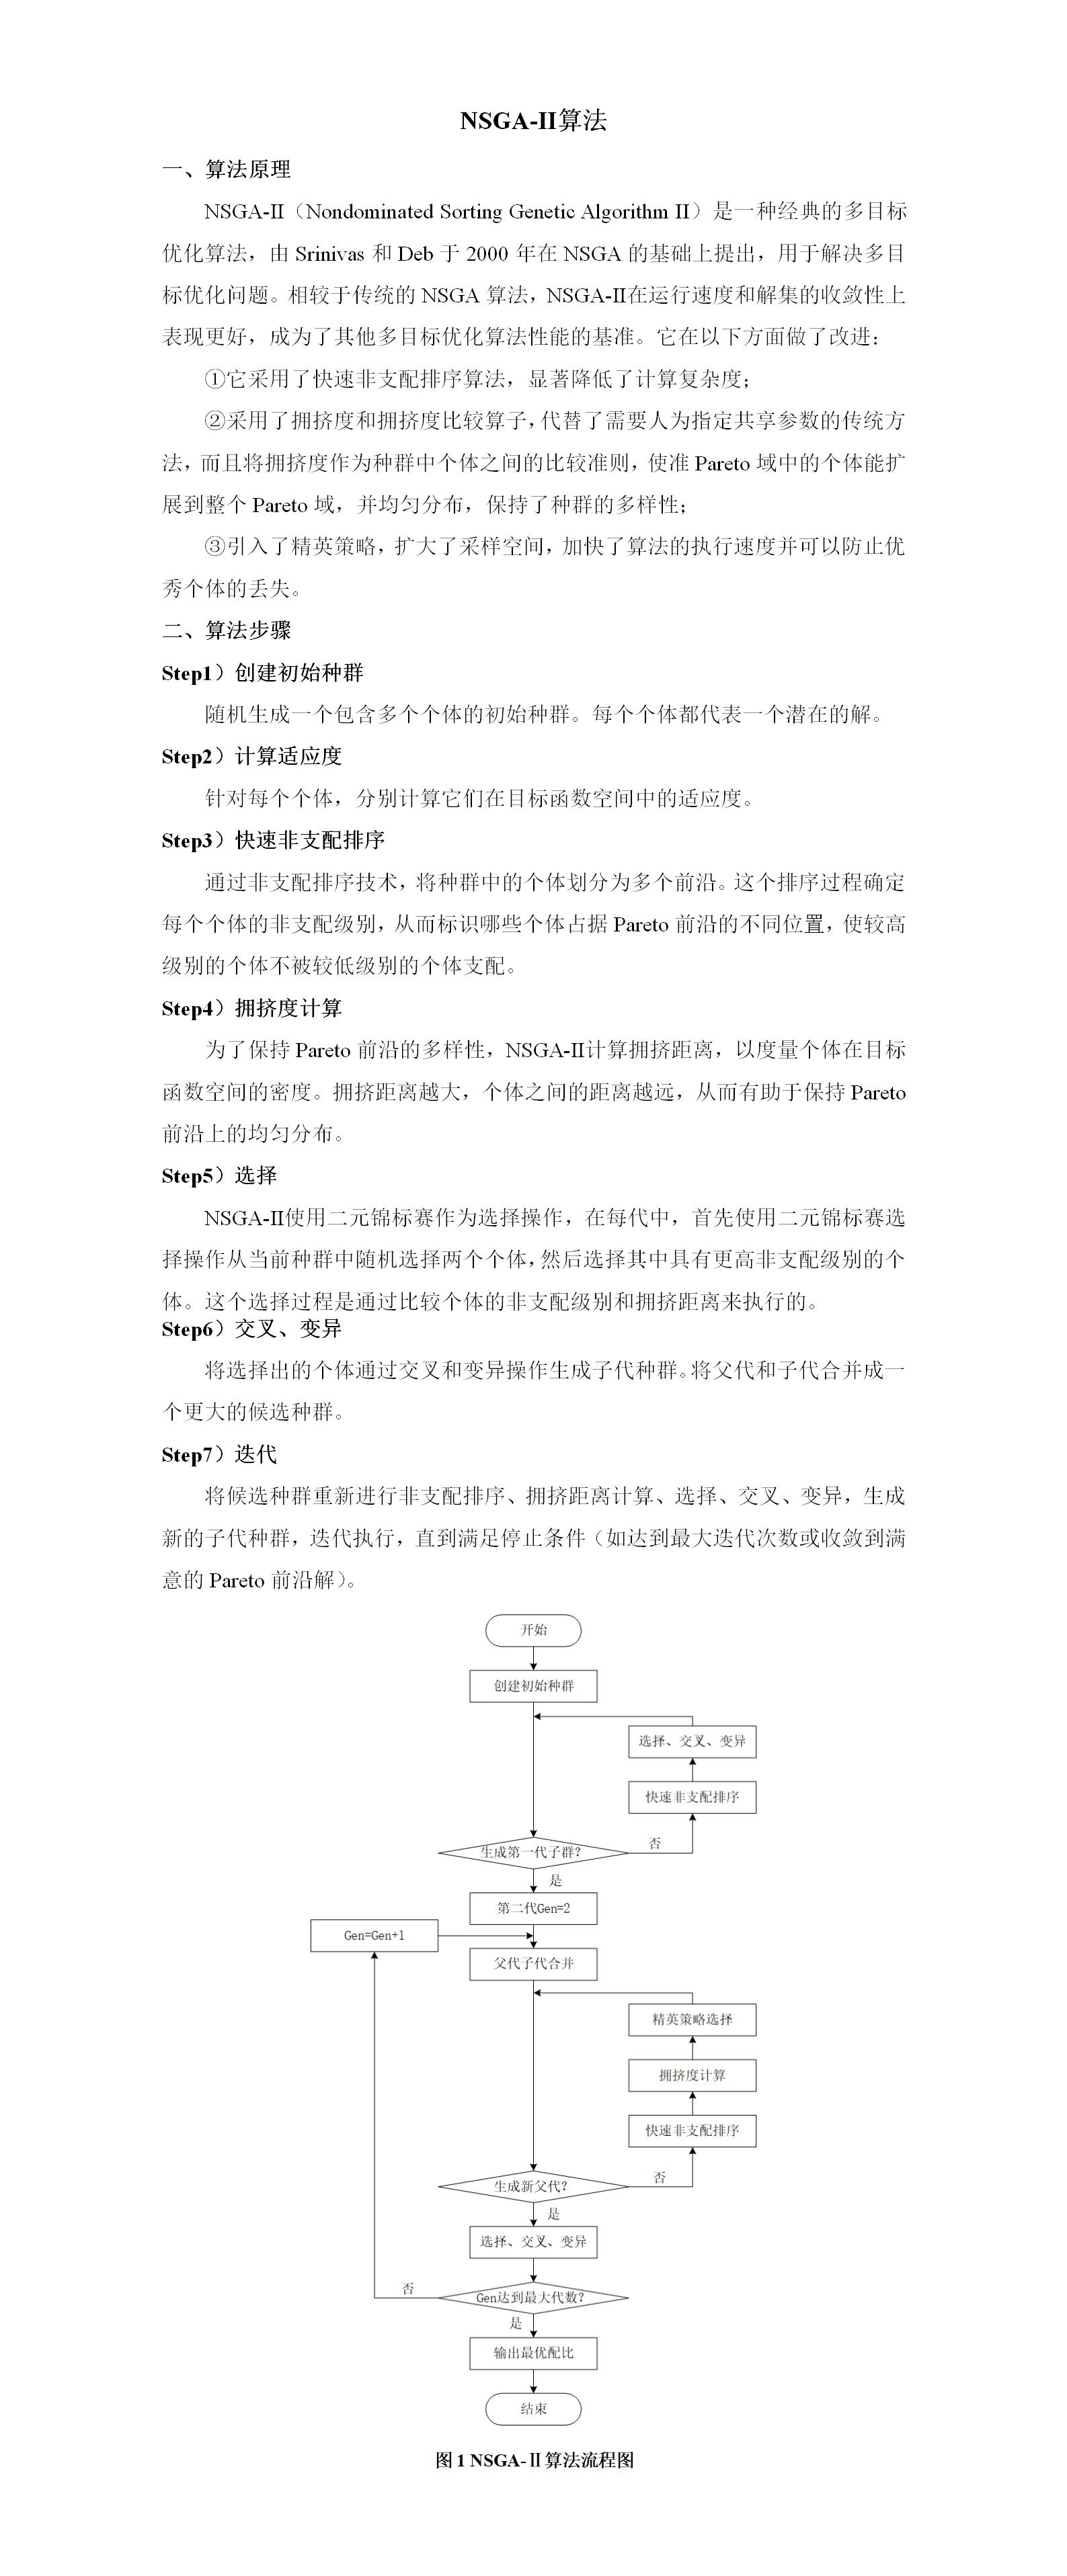 NSGA-II算法
一、算法原理
NSGA-II（Nondominated Sorting Genetic Algorithm II）是一种经典的多目标
优化算法，由 Srinivas 和 Deb 于 2000 年在 NSGA 的基础上提出，用于解决多目
标优化问题。相较于传统的 NSGA 算法，NSGA-II在运行速度和解集的收敛性上
表现更好，成为了其他多目标优化算法性能的基准。它在以下方面做了改进：
①它采用了快速非支配排序算法，显著降低了计算复杂度；
②采用了拥挤度和拥挤度比较算子，代替了需要人为指定共享参数的传统方
法，而且将拥挤度作为种群中个体之间的比较准则，使准 Pareto 域中的个体能扩
展到整个 Pareto 域，并均匀分布，保持了种群的多样性；
③引入了精英策略，扩大了采样空间，加快了算法的执行速度并可以防止优
秀个体的丢失。
二、算法步骤
Step1）创建初始种群
随机生成一个包含多个个体的初始种群。每个个体都代表一个潜在的解。
Step2）计算适应度
针对每个个体，分别计算它们在目标函数空间中的适应度。
Step3）快速非支配排序
通过非支配排序技术，将种群中的个体划分为多个前沿。这个排序过程确定
每个个体的非支配级别，从而标识哪些个体占据 Pareto 前沿的不同位置，使较高
级别的个体不被较低级别的个体支配。
Step4）拥挤度计算
为了保持 Pareto 前沿的多样性，NSGA-II计算拥挤距离，以度量个体在目标
函数空间的密度。拥挤距离越大，个体之间的距离越远，从而有助于保持 Pareto
前沿上的均匀分布。
Step5）选择
NSGA-II使用二元锦标赛作为选择操作，在每代中，首先使用二元锦标赛选
择操作从当前种群中随机选择两个个体，然后选择其中具有更高非支配级别的个
体。这个选择过程是通过比较个体的非支配级别和拥挤距离来执行的。
Step6）交叉、变异
将选择出的个体通过交叉和变异操作生成子代种群。将父代和子代合并成一
个更大的候选种群。
Step7）迭代
将候选种群重新进行非支配排序、拥挤距离计算、选择、交叉、变异，生成
新的子代种群，迭代执行，直到满足停止条件（如达到最大迭代次数或收敛到满
意的 Pareto 前沿解）。
开始
创建初始种群
选择、交叉、变异
快速非支配排序
否
生成第一代子群?
是
第二代Gen=2
Gen=Gen+1
父代子代合并
精英策略选择
拥挤度计算
快速非支配排序
否
生成新父代?
是
选择、交叉、变异
否
Gen达到最大代数?
是
输出最优配比
结束
图 1 NSGA-Ⅱ算法流程图